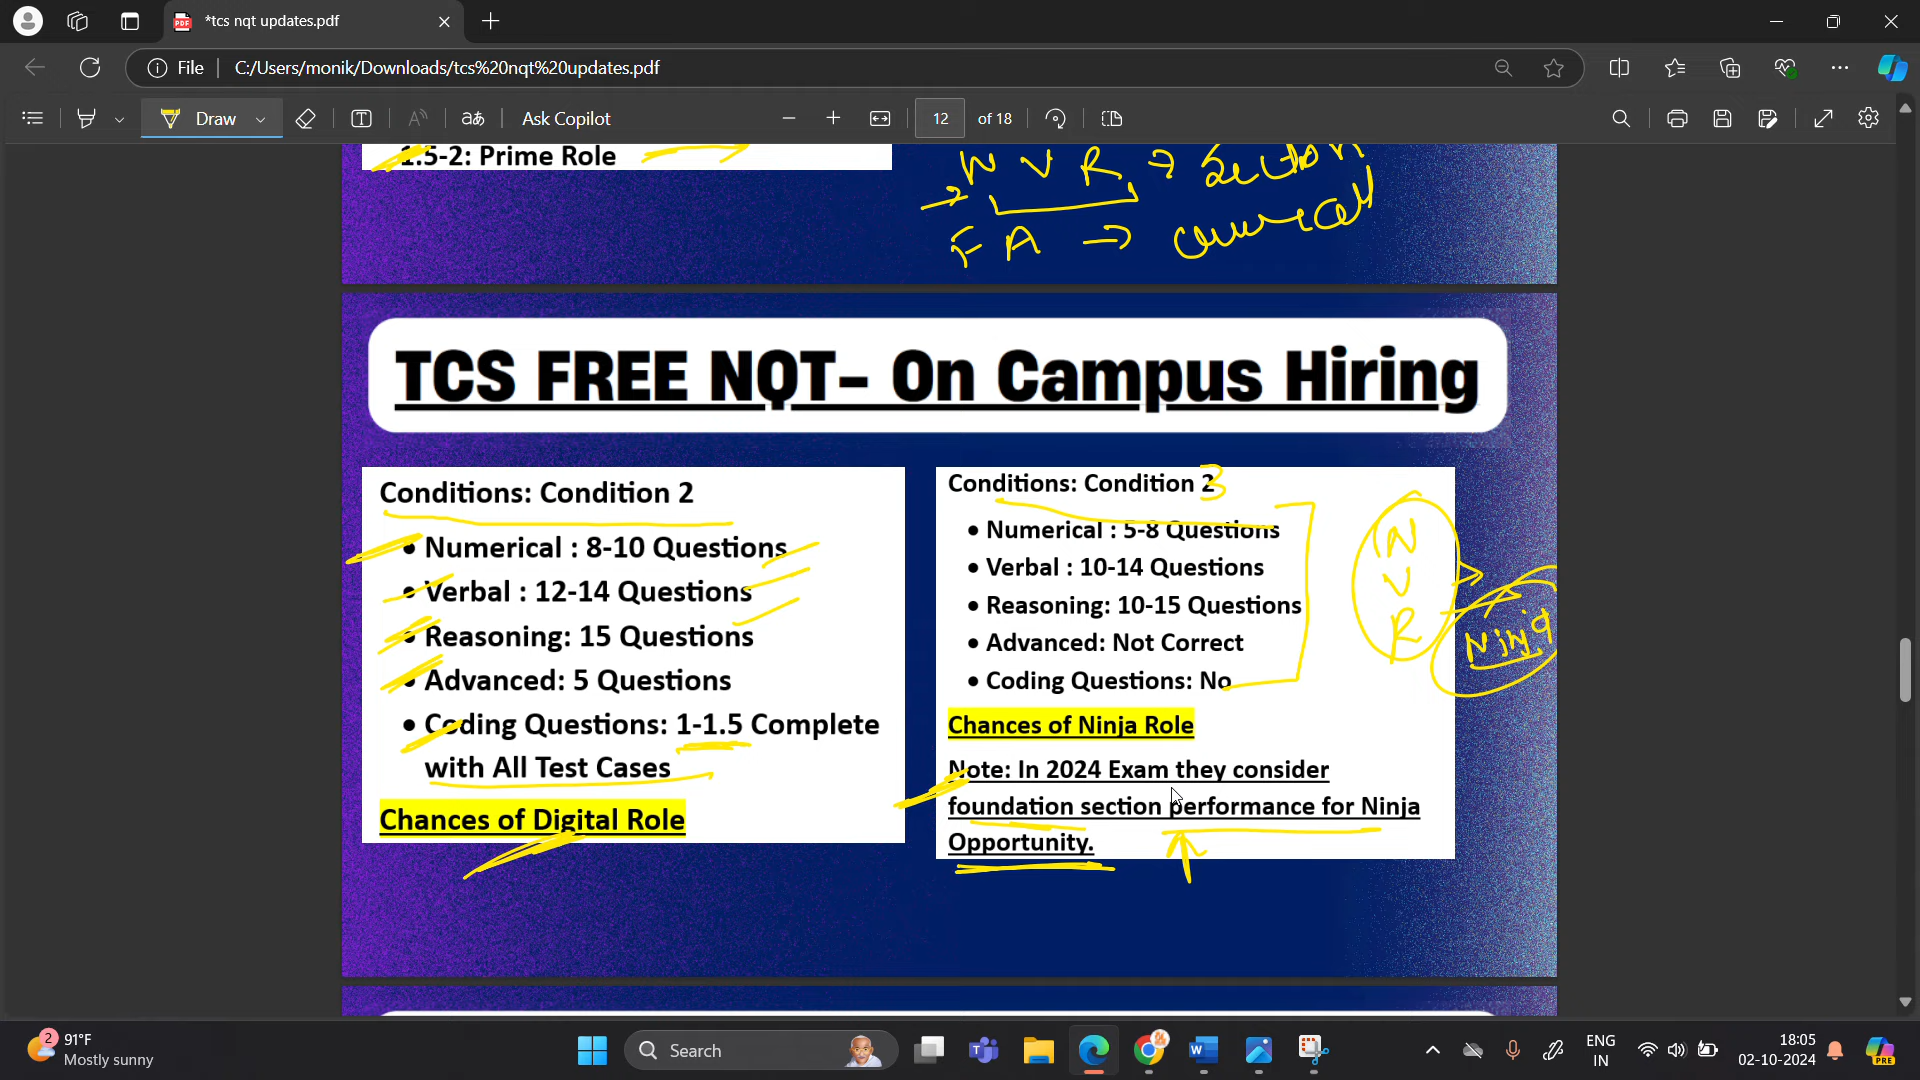 *tcs nqt updates.pdf
File
C:/Users/monik/Downloads/tcs%20nqt%20updates.pdf
Draw
Ask Copilot
12 of 18
1.5-2: Prime Role
N V R → Section
F A →
TCS FREE NQT- On Campus Hiring
Conditions: Condition 2
• Numerical : 8-10 Questions
• Verbal : 12-14 Questions
• Reasoning: 15 Questions
• Advanced: 5 Questions
• Coding Questions: 1-1.5 Complete
with All Test Cases
Chances of Digital Role
Conditions: Condition 2 3
• Numerical : 5-8 Questions
• Verbal : 10-14 Questions
• Reasoning: 10-15 Questions
• Advanced: Not Correct
• Coding Questions: No
Chances of Ninja Role
Note: In 2024 Exam they consider
foundation section performance for Ninja
Opportunity.
N
V
R
Ninja
2
91°F
Mostly sunny
Search
ENG
IN
18:05
02-10-2024
PRE